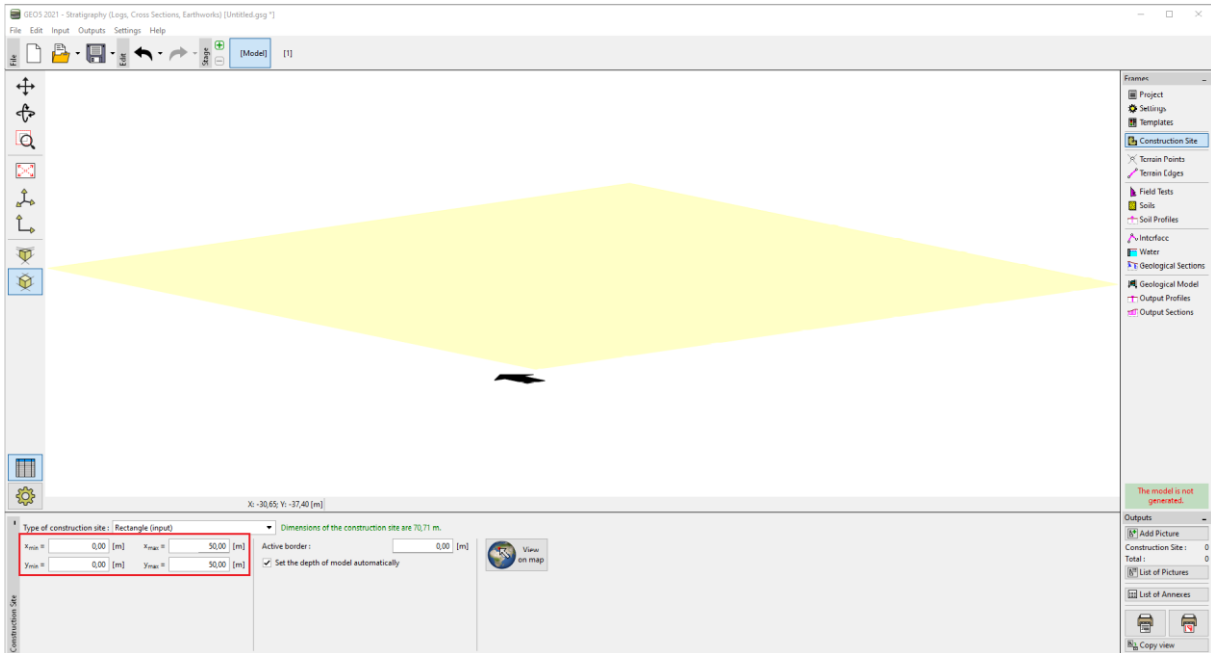 GEO5 2021 - Stratigraphy (Logs, Cross Sections, Earthworks) [Untitled.gsg *]
File Edit Input Outputs Settings Help
File
Edit
Stage
[Model] [1]
Frames
Project
Settings
Templates
Construction Site
Terrain Points
Terrain Edges
Field Tests
Soils
Soil Profiles
Interface
Water
Geological Sections
Geological Model
Output Profiles
Output Sections
The model is not
generated.
X: -30,65; Y: -37,40 [m]
Construction Site
Type of construction site : Rectangle (input) Dimensions of the construction site are 70,71 m.
xmin = 0,00 [m] xmax = 50,00 [m] Active border : 0,00 [m]
ymin = 0,00 [m] ymax = 50,00 [m] Set the depth of model automatically
View
on map
Outputs
Add Picture
Construction Site : 0
Total : 0
List of Pictures
List of Annexes
Copy view